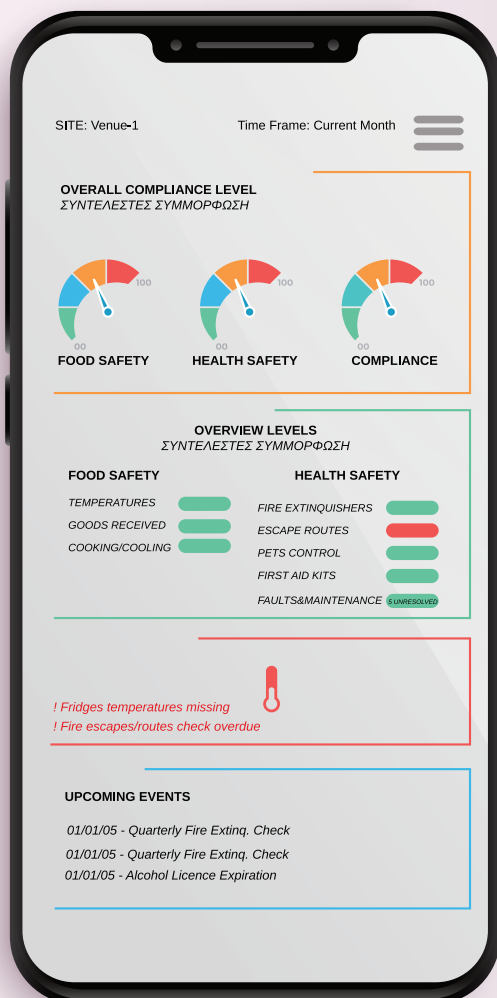 SITE: Venue-1
Time Frame: Current Month
OVERALL COMPLIANCE LEVEL
ΣΥΝΤΕΛΕΣΤΕΣ ΣΥΜΜΟΡΦΩΣΗ
100
100
100
00
00
00
FOOD SAFETY
HEALTH SAFETY
COMPLIANCE
OVERVIEW LEVELS
ΣΥΝΤΕΛΕΣΤΕΣ ΣΥΜΜΟΡΦΩΣΗ
FOOD SAFETY
TEMPERATURES
GOODS RECEIVED
COOKING/COOLING
HEALTH SAFETY
FIRE EXTINQUISHERS
ESCAPE ROUTES
PETS CONTROL
FIRST AID KITS
FAULTS&MAINTENANCE
5 UNRESOLVED
! Fridges temperatures missing
! Fire escapes/routes check overdue
UPCOMING EVENTS
01/01/05 - Quarterly Fire Extinq. Check
01/01/05 - Quarterly Fire Extinq. Check
01/01/05 - Alcohol Licence Expiration